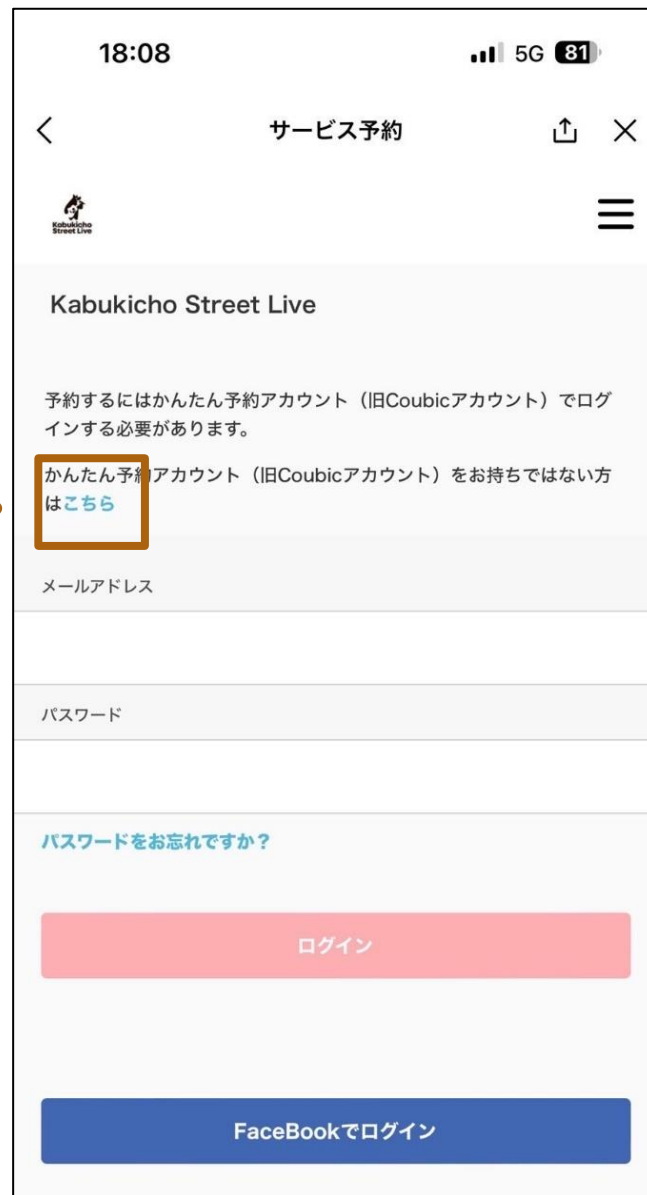 18:08
5G 81
サービス予約
Kabukicho
Street Live
Kabukicho Street Live
予約するにはかんたん予約アカウント（旧Coubicアカウント）でログ
インする必要があります。
かんたん予約アカウント（旧Coubicアカウント）をお持ちではない方
はこちら
メールアドレス
パスワード
パスワードをお忘れですか？
ログイン
FaceBookでログイン